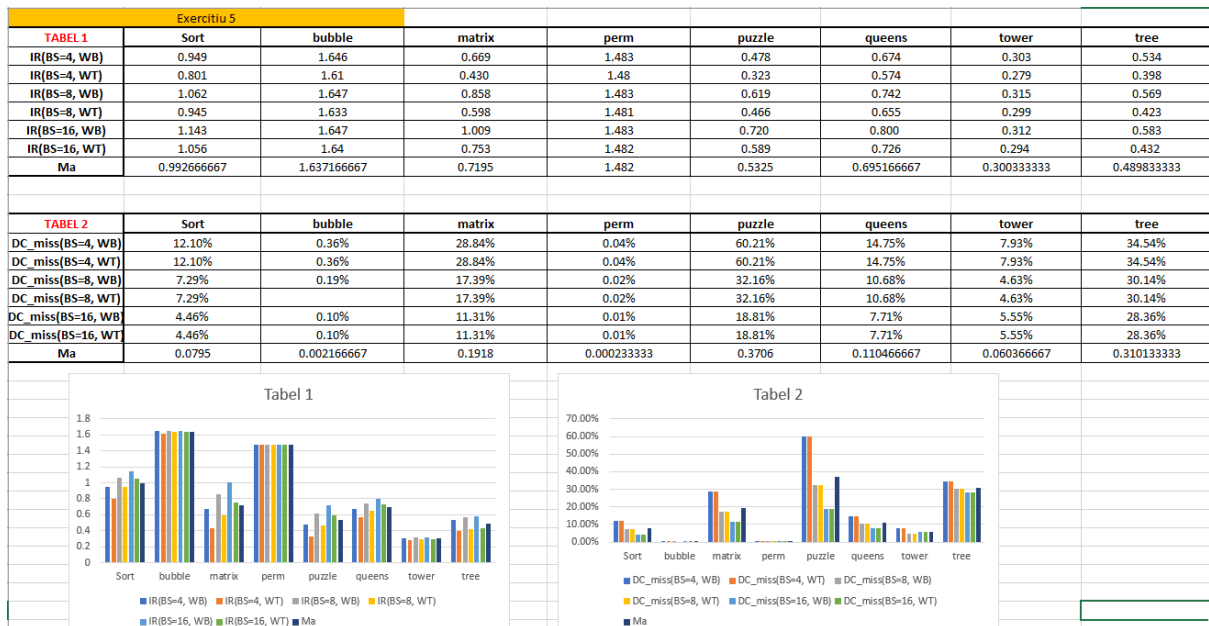 Exercitiu 5
TABEL 1 Sort bubble matrix perm puzzle queens tower tree
IR(BS=4, WB) 0.949 1.646 0.669 1.483 0.478 0.674 0.303 0.534
IR(BS=4, WT) 0.801 1.61 0.430 1.48 0.323 0.574 0.279 0.398
IR(BS=8, WB) 1.062 1.647 0.858 1.483 0.619 0.742 0.315 0.569
IR(BS=8, WT) 0.945 1.633 0.598 1.481 0.466 0.655 0.299 0.423
IR(BS=16, WB) 1.143 1.647 1.009 1.483 0.720 0.800 0.312 0.583
IR(BS=16, WT) 1.056 1.64 0.753 1.482 0.589 0.726 0.294 0.432
Ma 0.992666667 1.637166667 0.7195 1.482 0.5325 0.695166667 0.300333333 0.489833333
TABEL 2 Sort bubble matrix perm puzzle queens tower tree
DC_miss(BS=4, WB) 12.10% 0.36% 28.84% 0.04% 60.21% 14.75% 7.93% 34.54%
DC_miss(BS=4, WT) 12.10% 0.36% 28.84% 0.04% 60.21% 14.75% 7.93% 34.54%
DC_miss(BS=8, WB) 7.29% 0.19% 17.39% 0.02% 32.16% 10.68% 4.63% 30.14%
DC_miss(BS=8, WT) 7.29% 17.39% 0.02% 32.16% 10.68% 4.63% 30.14%
DC_miss(BS=16, WB) 4.46% 0.10% 11.31% 0.01% 18.81% 7.71% 5.55% 28.36%
DC_miss(BS=16, WT) 4.46% 0.10% 11.31% 0.01% 18.81% 7.71% 5.55% 28.36%
Ma 0.0795 0.002166667 0.1918 0.000233333 0.3706 0.110466667 0.060366667 0.310133333
Tabel 1
1.8
1.6
1.4
1.2
1
0.8
0.6
0.4
0.2
0
Sort bubble matrix perm puzzle queens tower tree
IR(BS=4, WB) IR(BS=4, WT) IR(BS=8, WB) IR(BS=8, WT)
IR(BS=16, WB) IR(BS=16, WT) Ma
Tabel 2
70.00%
60.00%
50.00%
40.00%
30.00%
20.00%
10.00%
0.00%
Sort bubble matrix perm puzzle queens tower tree
DC_miss(BS=4, WB) DC_miss(BS=4, WT) DC_miss(BS=8, WB)
DC_miss(BS=8, WT) DC_miss(BS=16, WB) DC_miss(BS=16, WT)
Ma